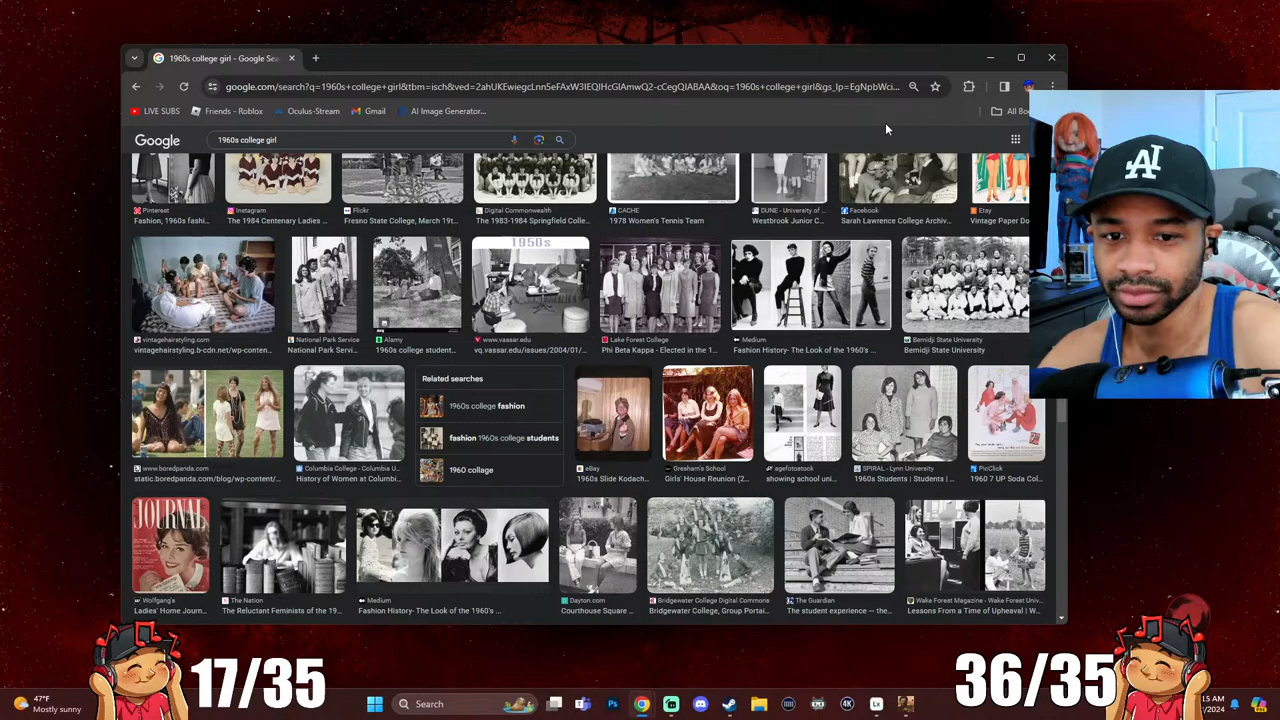 1960s college girl - Google Sea
google.com/search?q=1960s+college+girl&tbm=isch&ved=2ahUKEwiegcLnn5eFAxW3IEQIHcGIAmwQ2-cCegQIABAA&oq=1960s+college+girl&gs_lp=EgNpbWci...
LIVE SUBS
Friends - Roblox
Oculus-Stream
Gmail
AI Image Generator...
All Bo
Google
1960s college girl
Pinterest
Fashion, 1960s fashi...
Instagram
The 1984 Centenary Ladies ...
Flickr
Fresno State College, March 19t...
Digital Commonwealth
The 1983-1984 Springfield Colle...
CACHE
1978 Women's Tennis Team
DUNE - University of ...
Westbrook Junior C...
Facebook
Sarah Lawrence College Archiv...
Etsy
Vintage Paper Do
1950s
vintagehairstyling.com
vintagehairstyling.b-cdn.net/wp-conten...
National Park Service
National Park Servi...
Alamy
1960s college student...
www.vassar.edu
vq.vassar.edu/issues/2004/01/...
Lake Forest College
Phi Beta Kappa - Elected in the 1...
Medium
Fashion History- The Look of the 1960's ...
Bemidji State University
Bemidji State University
Related searches
1960s college fashion
fashion 1960s college students
1960 collage
www.boredpanda.com
static.boredpanda.com/blog/wp-content/...
Columbia College - Columbia U...
History of Women at Columbi...
eBay
1960s Slide Kodach...
Gresham's School
Girls' House Reunion (2...
agefotostock
showing school uni...
SPIRAL - Lynn University
1960s Students | Students | ...
PicClick
1960 7 UP Soda Col...
JOURNAL
Wolfgang's
Ladies' Home Journ...
The Nation
The Reluctant Feminists of the 19...
Medium
Fashion History- The Look of the 1960's ...
Dayton.com
Courthouse Square ...
Bridgewater College Digital Commons
Bridgewater College, Group Portai...
The Guardian
The student experience — the...
Wake Forest Magazine - Wake Forest Univ...
Lessons From a Time of Upheaval | W...
17/35
36/35
47°F
Mostly sunny
Search